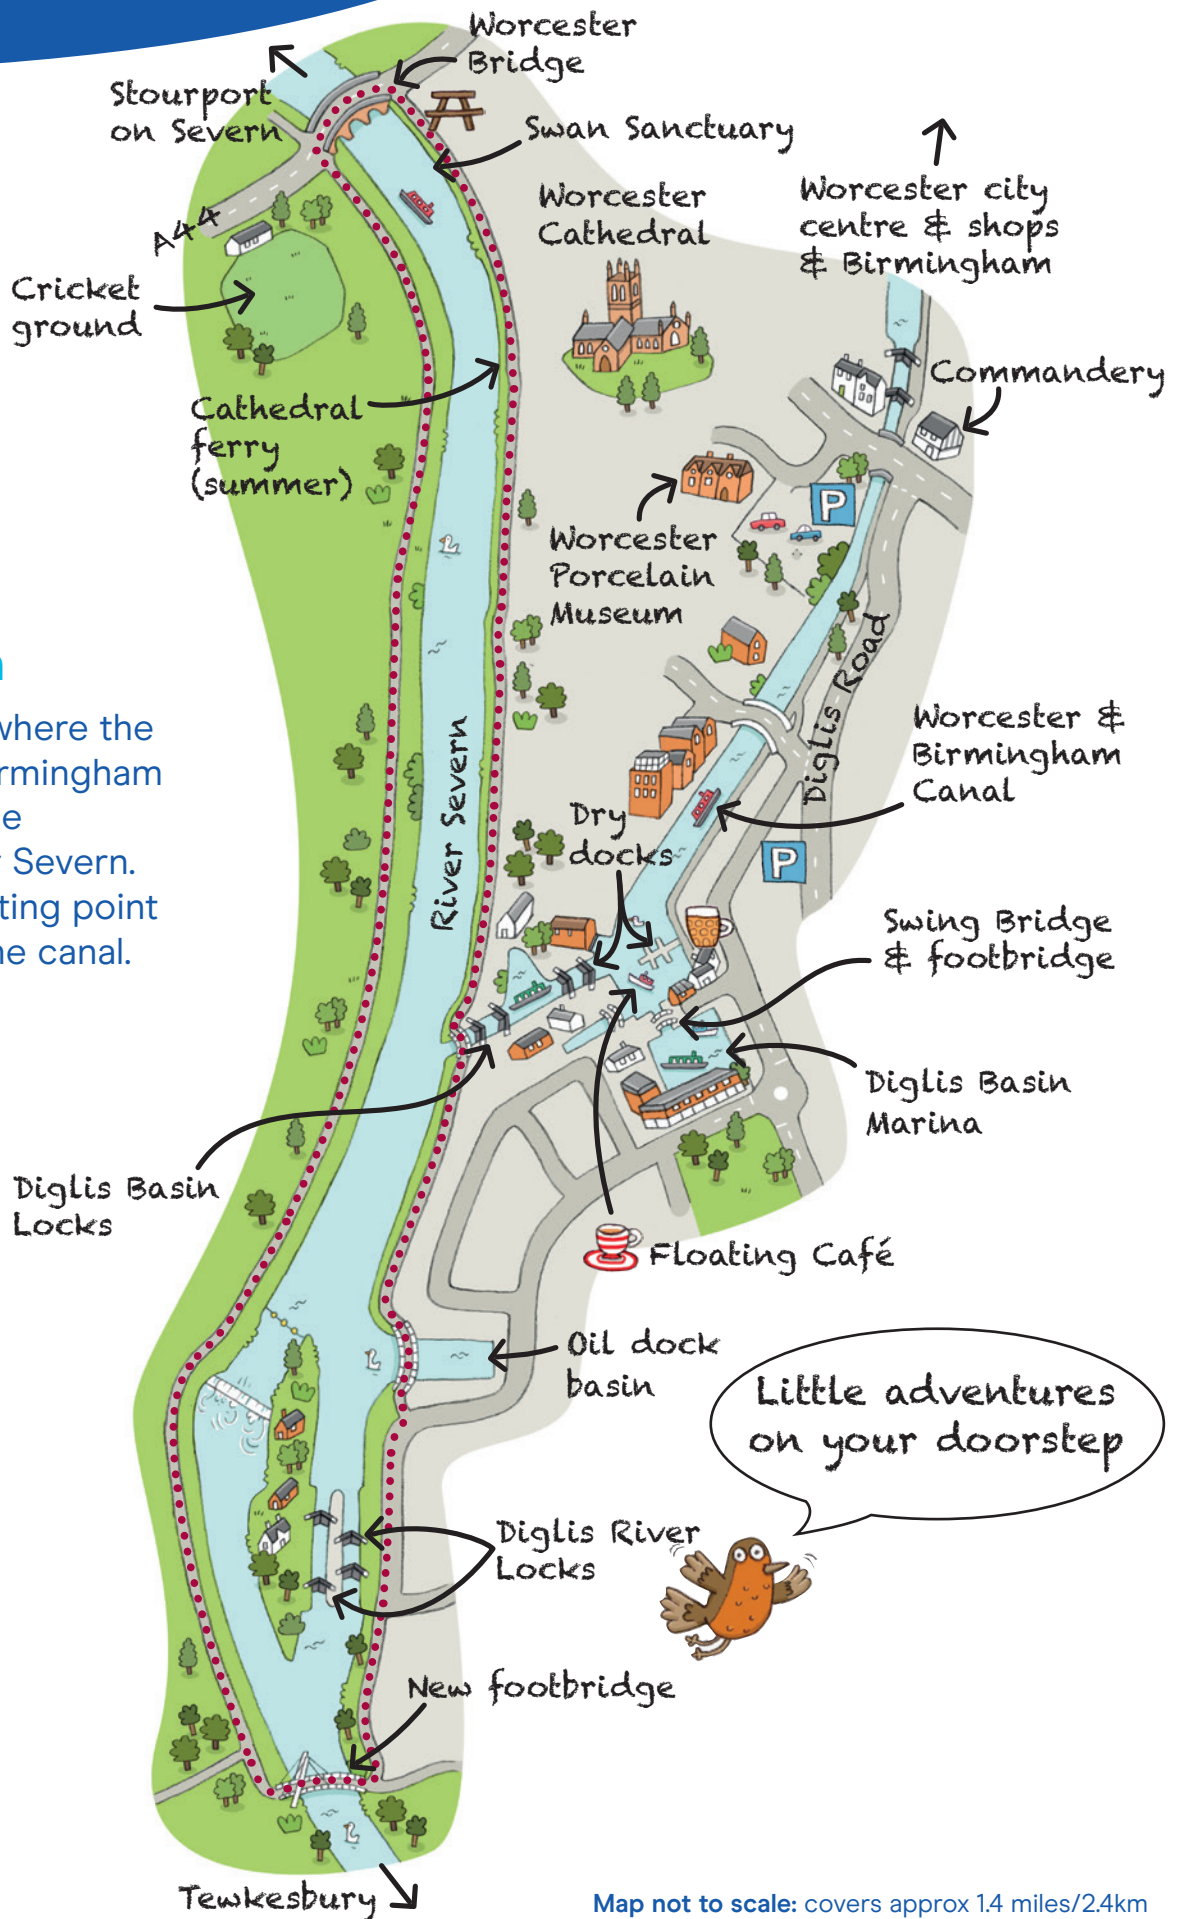 Worcester
Bridge
Stourport
on Severn
Swan Sanctuary
Worcester
Cathedral
Worcester city
centre & shops
& Birmingham
A44
Cricket
ground
Commandery
Cathedral
ferry
(summer)
P
Worcester
Porcelain
Museum
Diglis Road
where the
rmingham
e
r Severn.
ting point
ne canal.
River Severn
Worcester &
Birmingham
Canal
Dry
docks
P
Swing Bridge
& footbridge
Diglis Basin
Marina
Diglis Basin
Locks
Floating Café
Oil dock
basin
Little adventures
on your doorstep
Diglis River
Locks
New footbridge
Tewkesbury
Map not to scale: covers approx 1.4 miles/2.4km